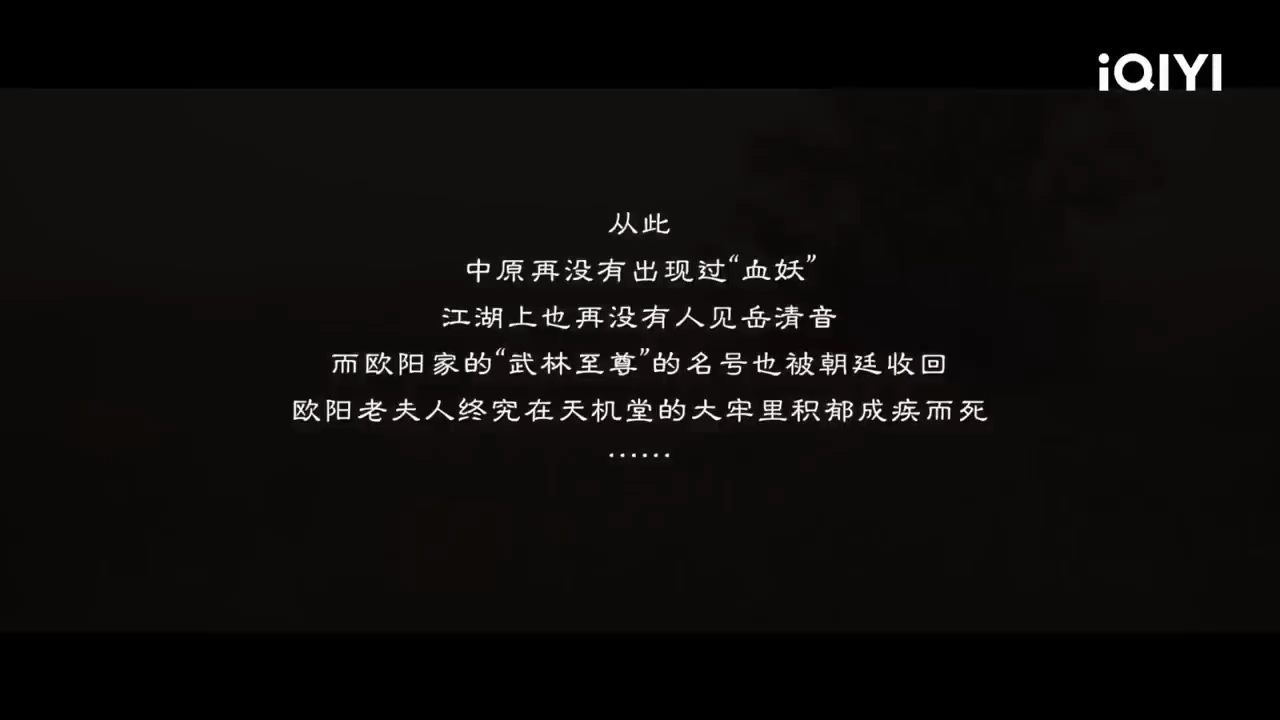 iQIYI
从此
中原再没有出现过“血妖”
江湖上也再没有人见岳清音
而欧阳家的“武林至尊”的名号也被朝廷收回
欧阳老夫人终究在天机堂的大牢里积郁成疾而死
······